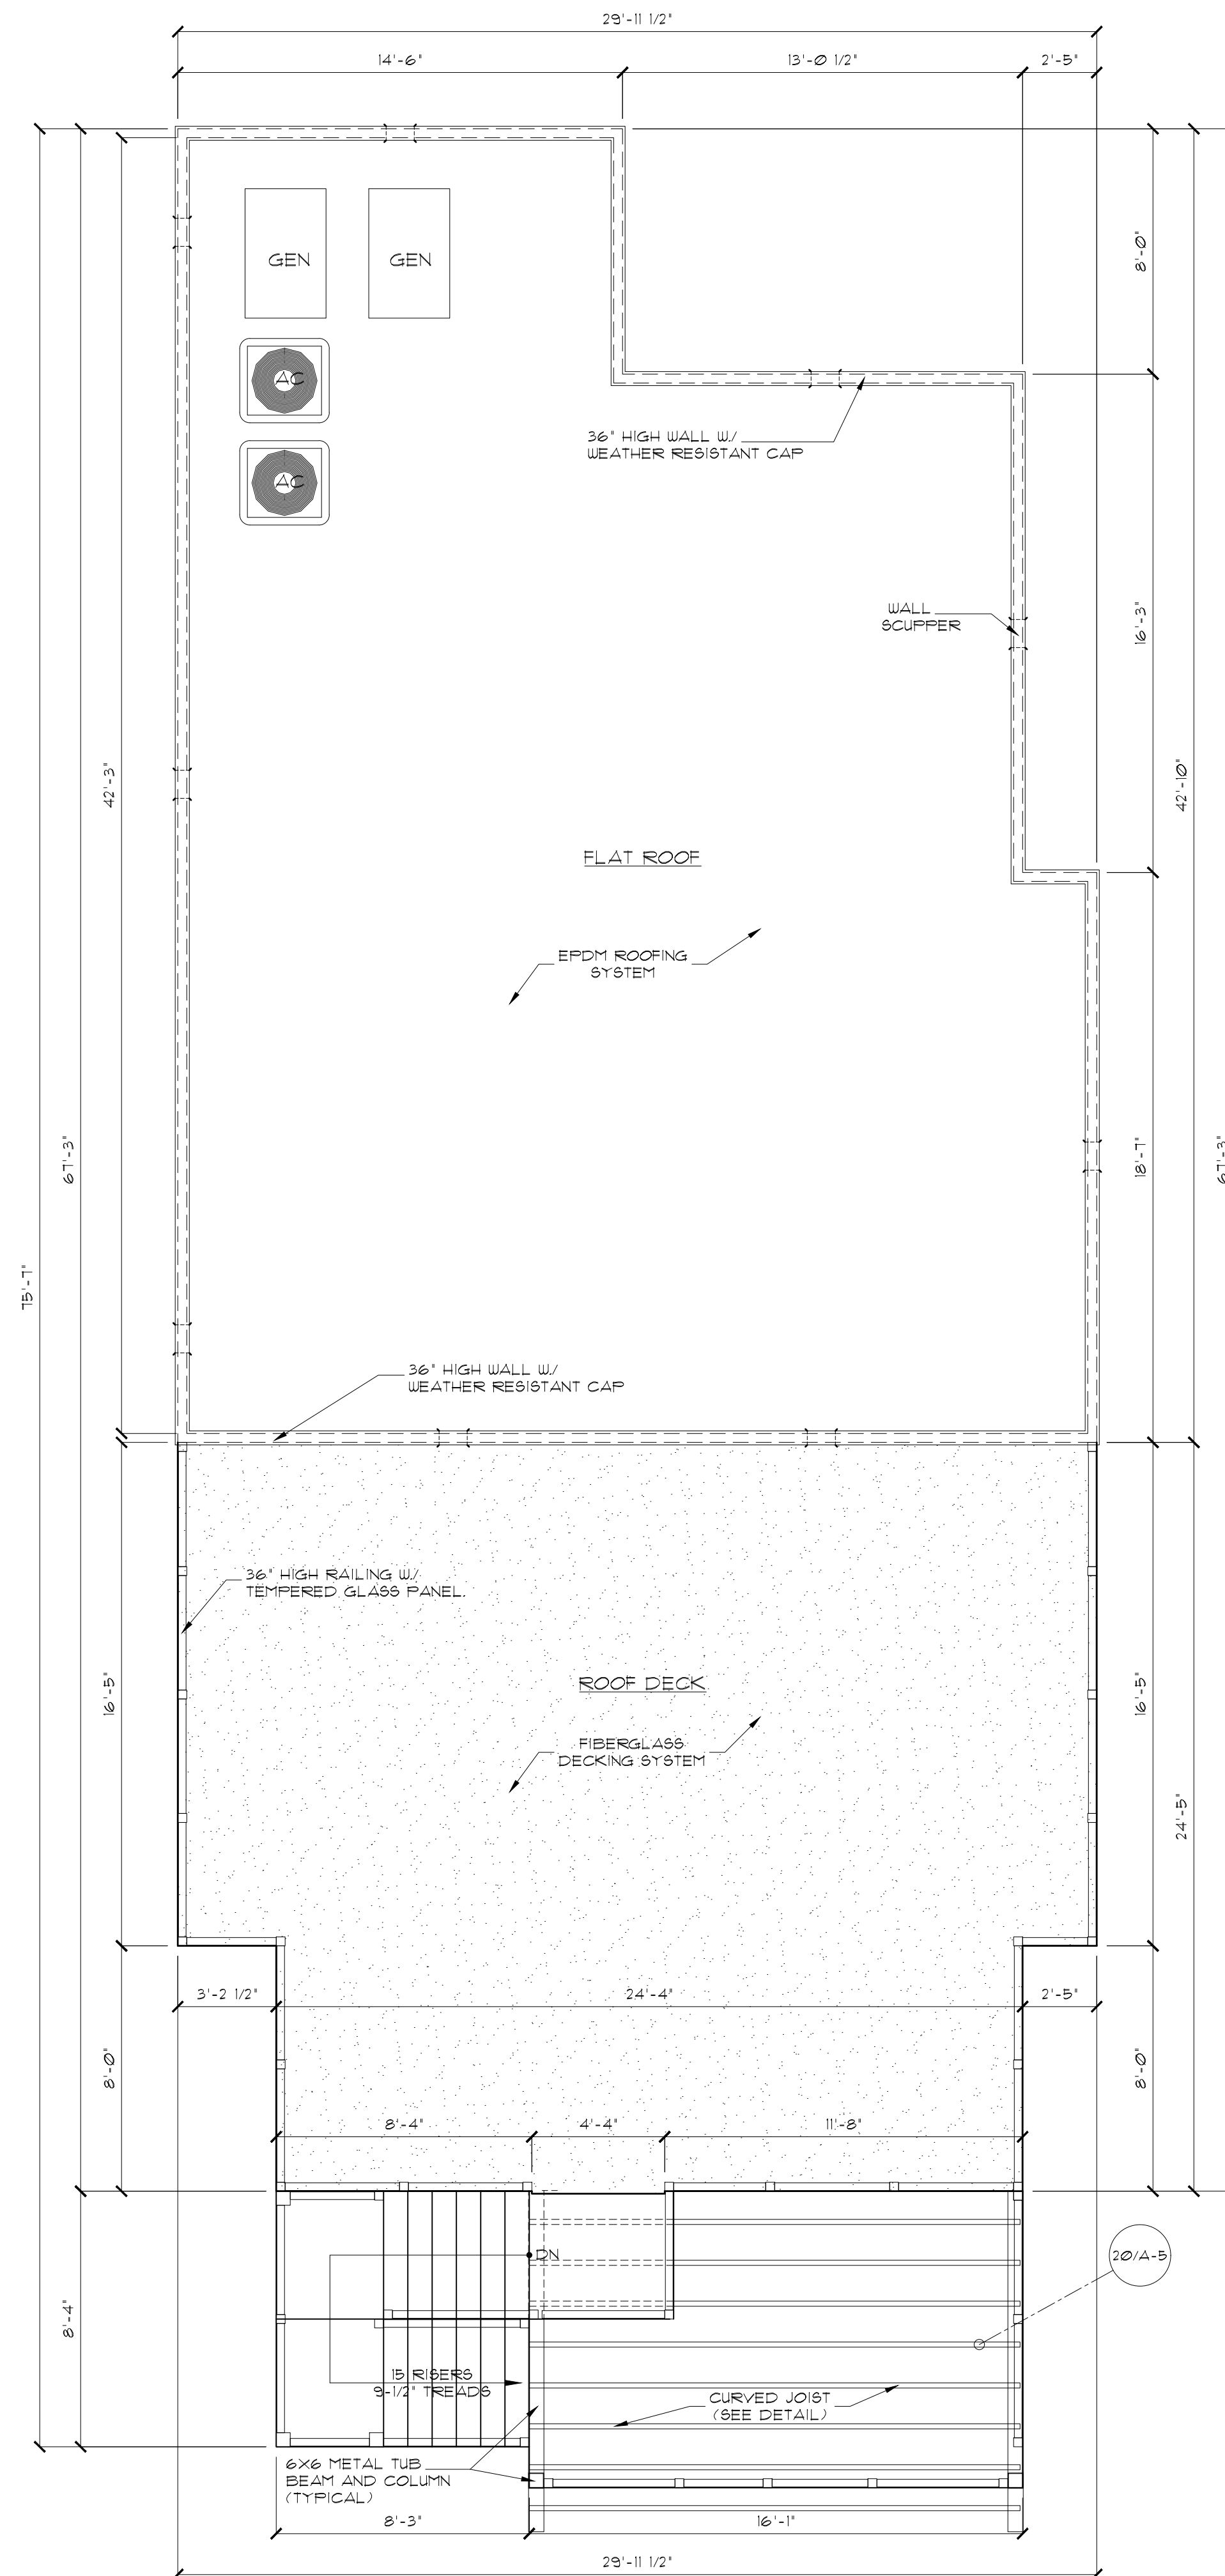 29'-11 1/2"
14'-6"
13'-0 1/2"
2'-5"
GEN
GEN
8'-0"
AC
36" HIGH WALL W./
WEATHER RESISTANT CAP
AC
WALL
SCUPPER
16'-3"
42'-3"
42'-10"
FLAT ROOF
EPDM ROOFING
SYSTEM
67'-3"
18'-7"
67'-3"
75'-7"
36" HIGH WALL W./
WEATHER RESISTANT CAP
36" HIGH RAILING W./
TEMPERED GLASS PANEL.
16'-5"
ROOF DECK
16'-5"
FIBERGLASS
DECKING SYSTEM
24'-5"
3'-2 1/2"
24'-4"
2'-5"
8'-0"
8'-0"
8'-4"
4'-4"
11'-8"
DN
20/A-5
8'-4"
15 RISERS
9-1/2" TREADS
CURVED JOIST
(SEE DETAIL)
6X6 METAL TUB
BEAM AND COLUMN
(TYPICAL)
8'-3"
16'-1"
29'-11 1/2"